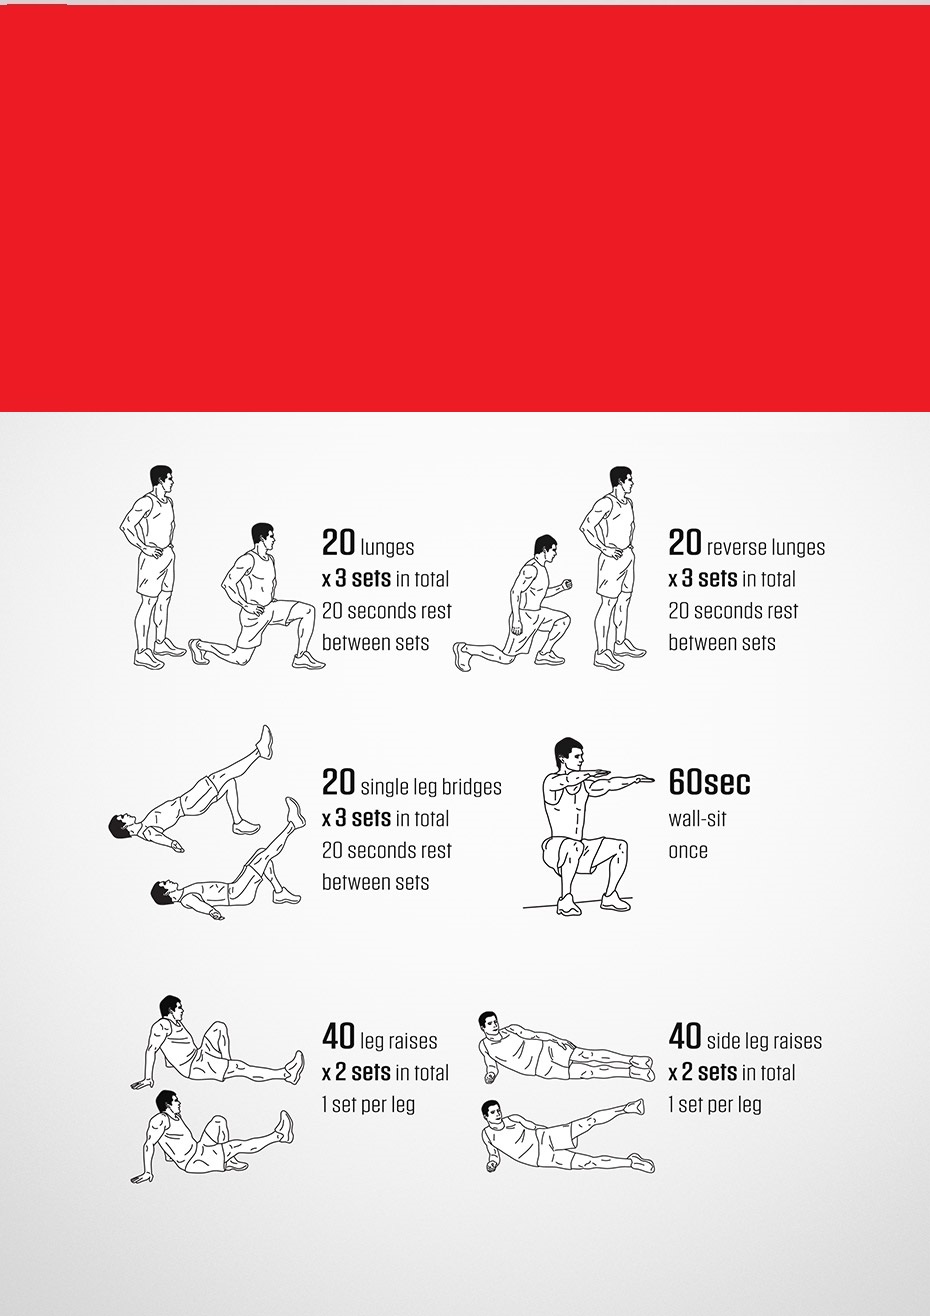 20 lunges
x 3 sets in total
20 seconds rest
between sets
20 reverse lunges
x 3 sets in total
20 seconds rest
between sets
20 single leg bridges
x 3 sets in total
20 seconds rest
between sets
60sec
wall-sit
once
40 leg raises
x 2 sets in total
1 set per leg
40 side leg raises
x 2 sets in total
1 set per leg